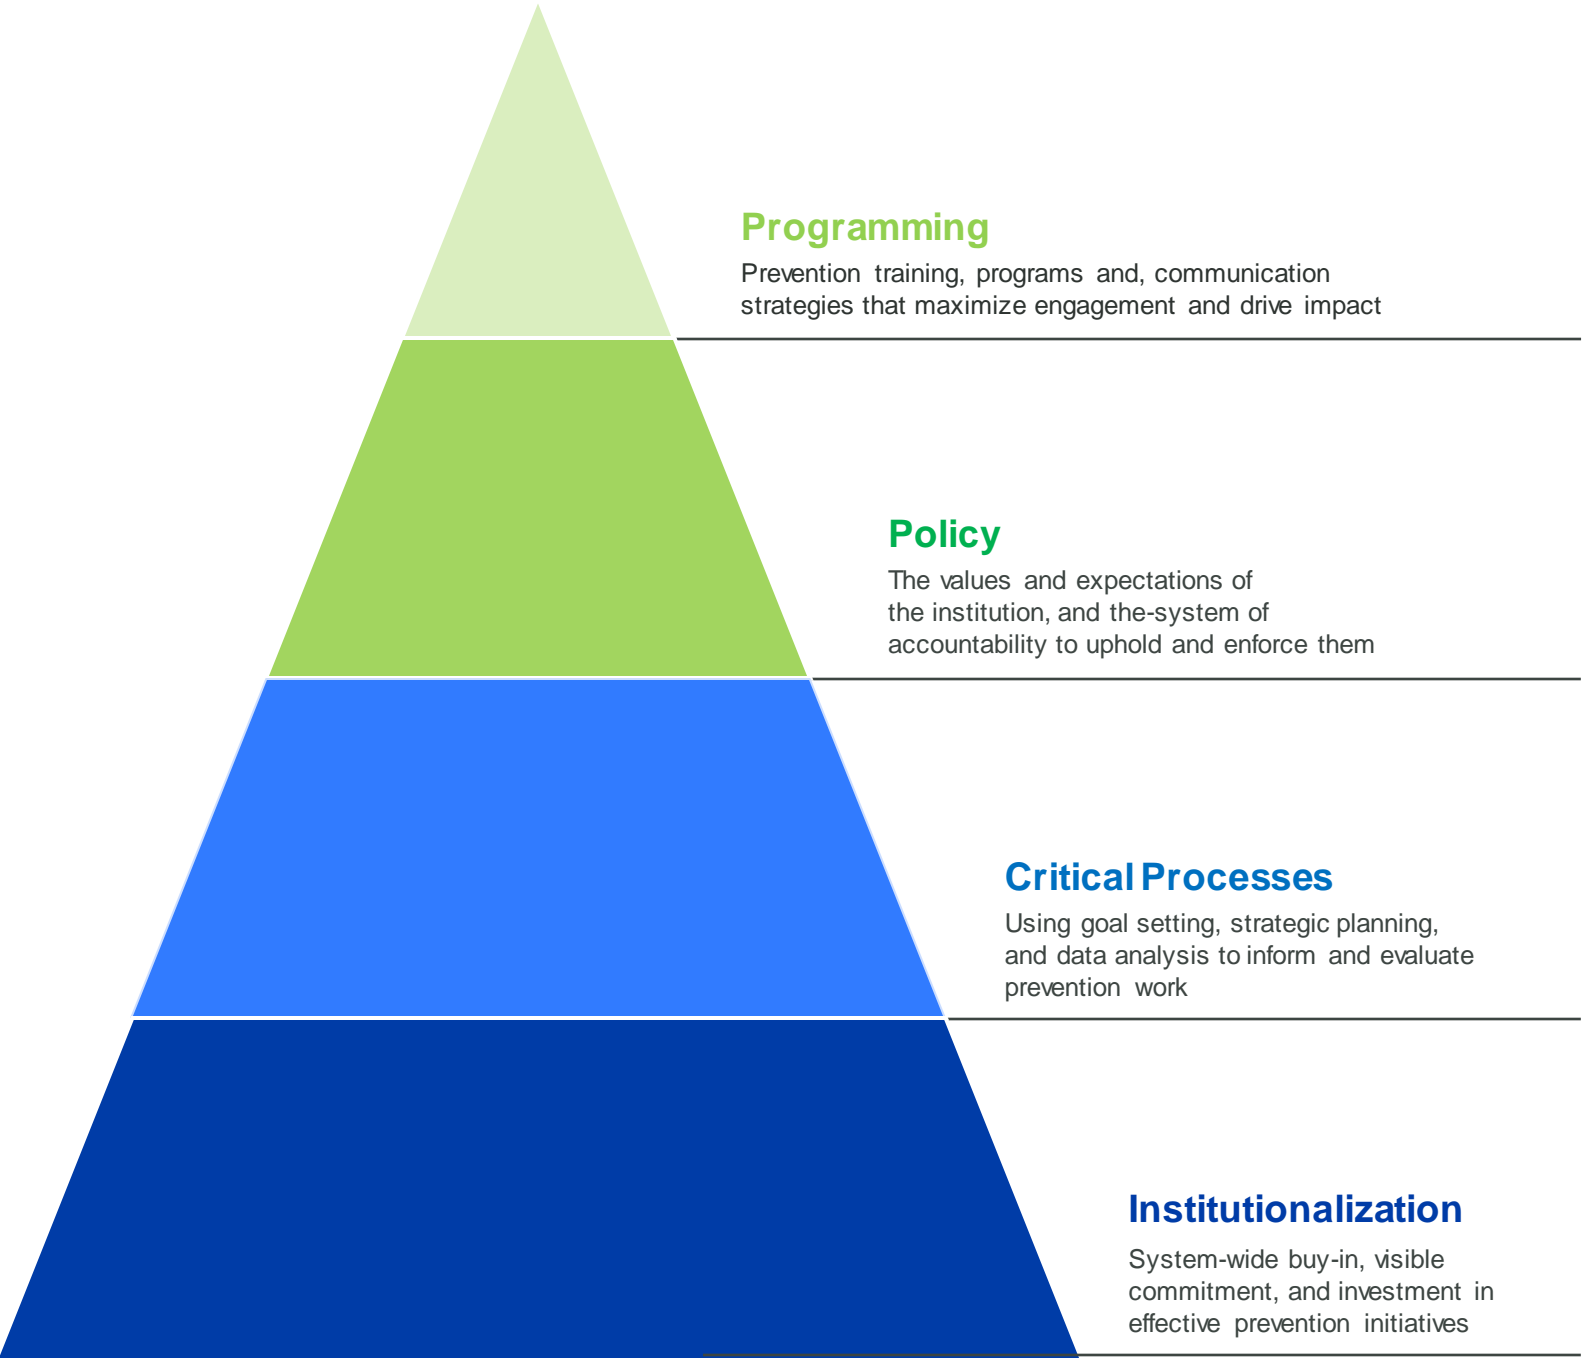 Programming
Prevention training, programs and, communication
strategies that maximize engagement and drive impact
Policy
The values and expectations of
the institution, and the-system of
accountability to uphold and enforce them
Critical Processes
Using goal setting, strategic planning,
and data analysis to inform and evaluate
prevention work
Institutionalization
System-wide buy-in, visible
commitment, and investment in
effective prevention initiatives